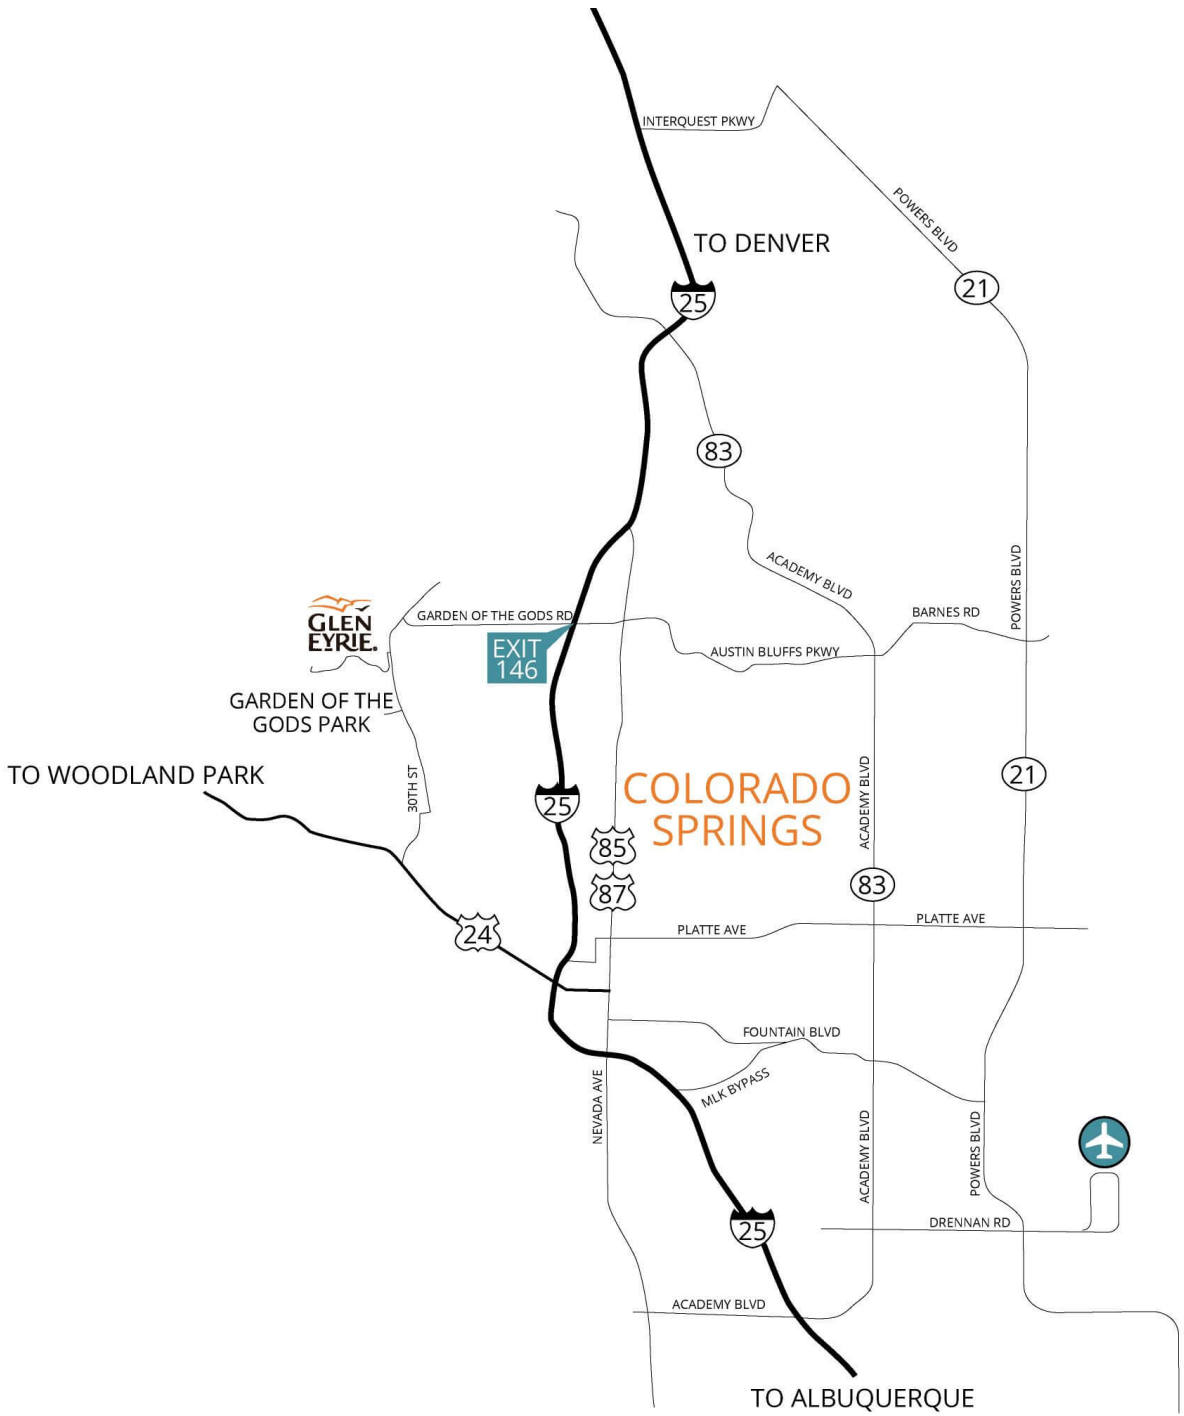 INTERQUEST PKWY
POWERS BLVD
TO DENVER
21
25
83
ACADEMY BLVD
POWERS BLVD
GLEN
EYRIE.
GARDEN OF THE GODS RD
BARNES RD
EXIT
146
AUSTIN BLUFFS PKWY
GARDEN OF THE
GODS PARK
TO WOODLAND PARK
30TH ST
25
COLORADO
SPRINGS
ACADEMY BLVD
21
85
87
83
24
PLATTE AVE
PLATTE AVE
FOUNTAIN BLVD
MLK BYPASS
NEVADA AVE
ACADEMY BLVD
POWERS BLVD
25
DRENNAN RD
ACADEMY BLVD
TO ALBUQUERQUE